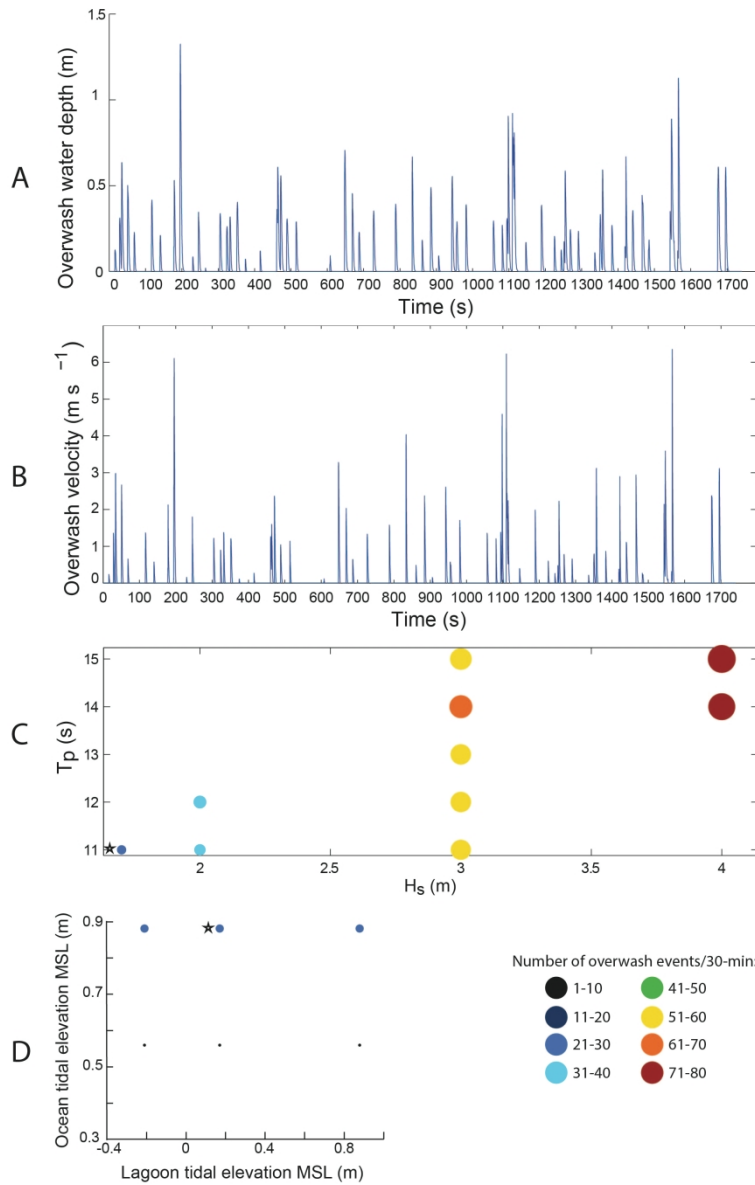 A
Overwash water depth (m)
1.5
1
0.5
0
0 100 200 300 400 500 600 700 800 900 1000 1100 1200 1300 1400 1500 1600 1700
Time (s)
B
Overwash velocity (m s ⁻¹)
6
5
4
3
2
1
0
0 100 200 300 400 500 600 700 800 900 1000 1100 1200 1300 1400 1500 1600 1700
Time (s)
C
Tp (s)
15
14
13
12
11
2 2.5 3 3.5 4
Hs (m)
D
Ocean tidal elevation MSL (m)
0.9
0.7
0.5
0.3
-0.4 0 0.4 0.8
Lagoon tidal elevation MSL (m)
Number of overwash events/30-min:
1-10 41-50
11-20 51-60
21-30 61-70
31-40 71-80